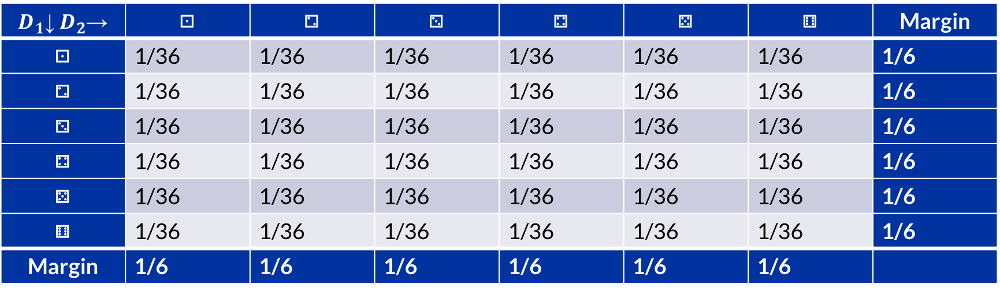 D₁↓ D₂→ ⚀ ⚁ ⚂ ⚃ ⚄ ⚅ Margin
⚀ 1/36 1/36 1/36 1/36 1/36 1/36 1/6
⚁ 1/36 1/36 1/36 1/36 1/36 1/36 1/6
⚂ 1/36 1/36 1/36 1/36 1/36 1/36 1/6
⚃ 1/36 1/36 1/36 1/36 1/36 1/36 1/6
⚄ 1/36 1/36 1/36 1/36 1/36 1/36 1/6
⚅ 1/36 1/36 1/36 1/36 1/36 1/36 1/6
Margin 1/6 1/6 1/6 1/6 1/6 1/6